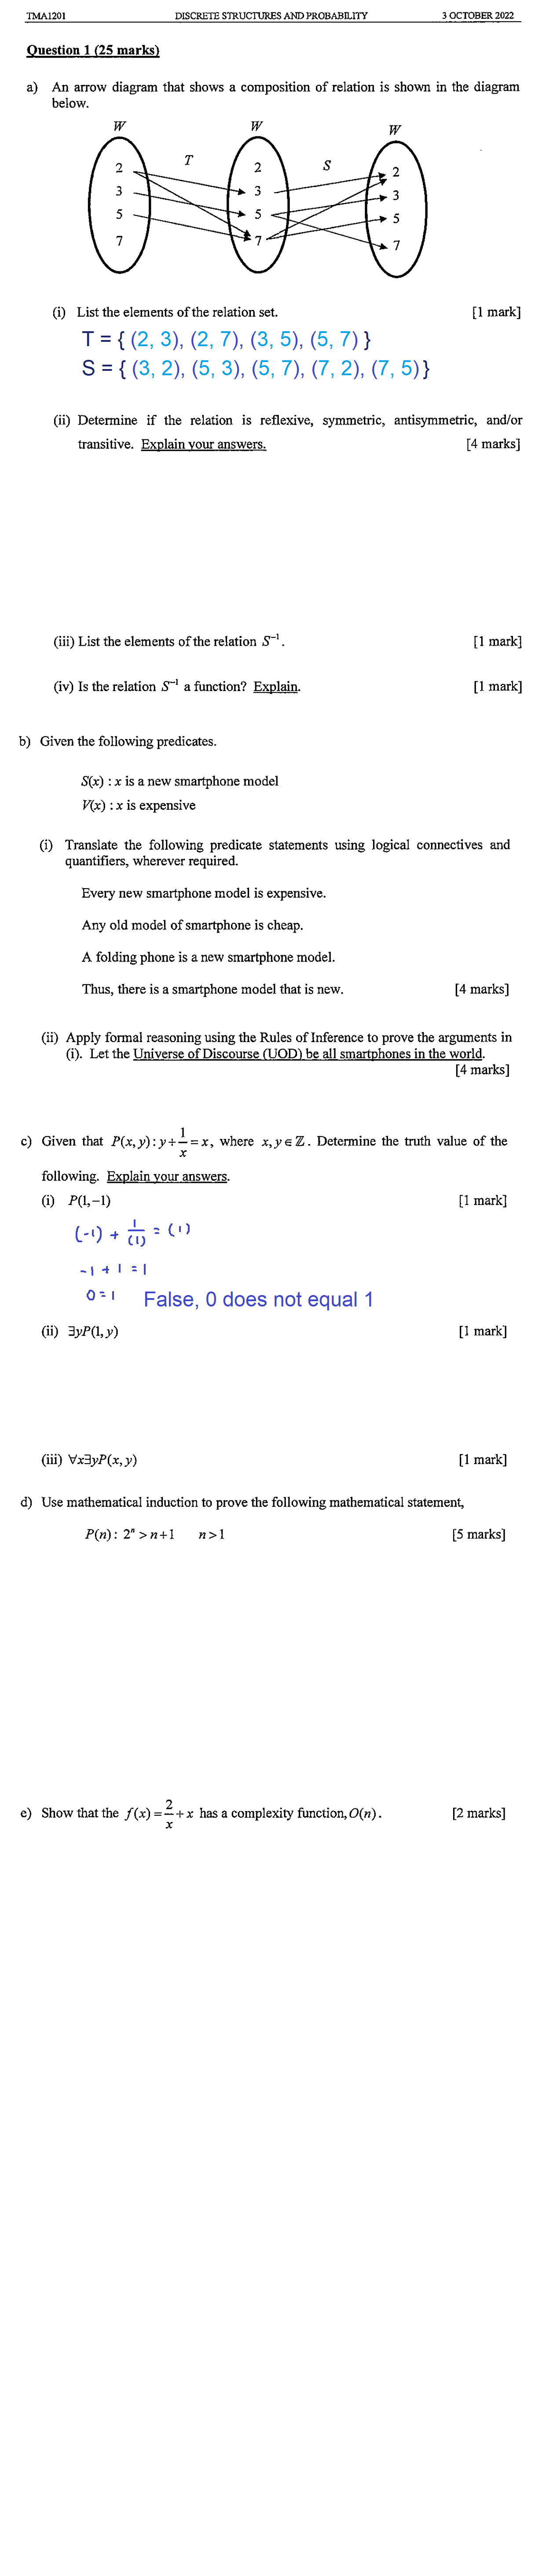 TMA1201 DISCRETE STRUCTURES AND PROBABILITY 3 OCTOBER 2022
Question 1 (25 marks)
a) An arrow diagram that shows a composition of relation is shown in the diagram
below.
W W W
T S
2 2 2
3 3 3
5 5 5
7 7 7
(i) List the elements of the relation set. [1 mark]
T = { (2, 3), (2, 7), (3, 5), (5, 7) }
S = { (3, 2), (5, 3), (5, 7), (7, 2), (7, 5) }
(ii) Determine if the relation is reflexive, symmetric, antisymmetric, and/or
transitive. Explain your answers. [4 marks]
(iii) List the elements of the relation S⁻¹. [1 mark]
(iv) Is the relation S⁻¹ a function? Explain. [1 mark]
b) Given the following predicates.
S(x) : x is a new smartphone model
V(x) : x is expensive
(i) Translate the following predicate statements using logical connectives and
quantifiers, wherever required.
Every new smartphone model is expensive.
Any old model of smartphone is cheap.
A folding phone is a new smartphone model.
Thus, there is a smartphone model that is new. [4 marks]
(ii) Apply formal reasoning using the Rules of Inference to prove the arguments in
(i). Let the Universe of Discourse (UOD) be all smartphones in the world.
[4 marks]
c) Given that P(x, y) : y + 1/x = x, where x, y ∈ ℤ. Determine the truth value of the
following. Explain your answers.
(i) P(1, −1) [1 mark]
(-1) + 1/(1) = (1)
-1 + 1 = 1
0 = 1 False, 0 does not equal 1
(ii) ∃yP(1, y) [1 mark]
(iii) ∀x∃yP(x, y) [1 mark]
d) Use mathematical induction to prove the following mathematical statement,
P(n) : 2ⁿ > n + 1 n > 1 [5 marks]
e) Show that the f(x) = 2/x + x has a complexity function, O(n). [2 marks]